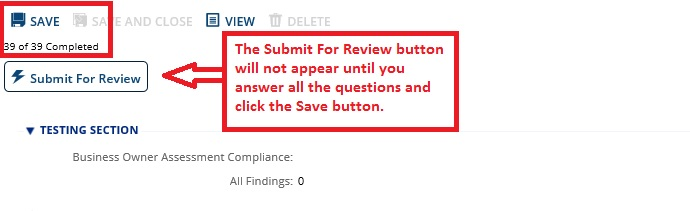 SAVE SAVE AND CLOSE VIEW DELETE
39 of 39 Completed
Submit For Review
The Submit For Review button
will not appear until you
answer all the questions and
click the Save button.
TESTING SECTION
Business Owner Assessment Compliance:
All Findings: 0